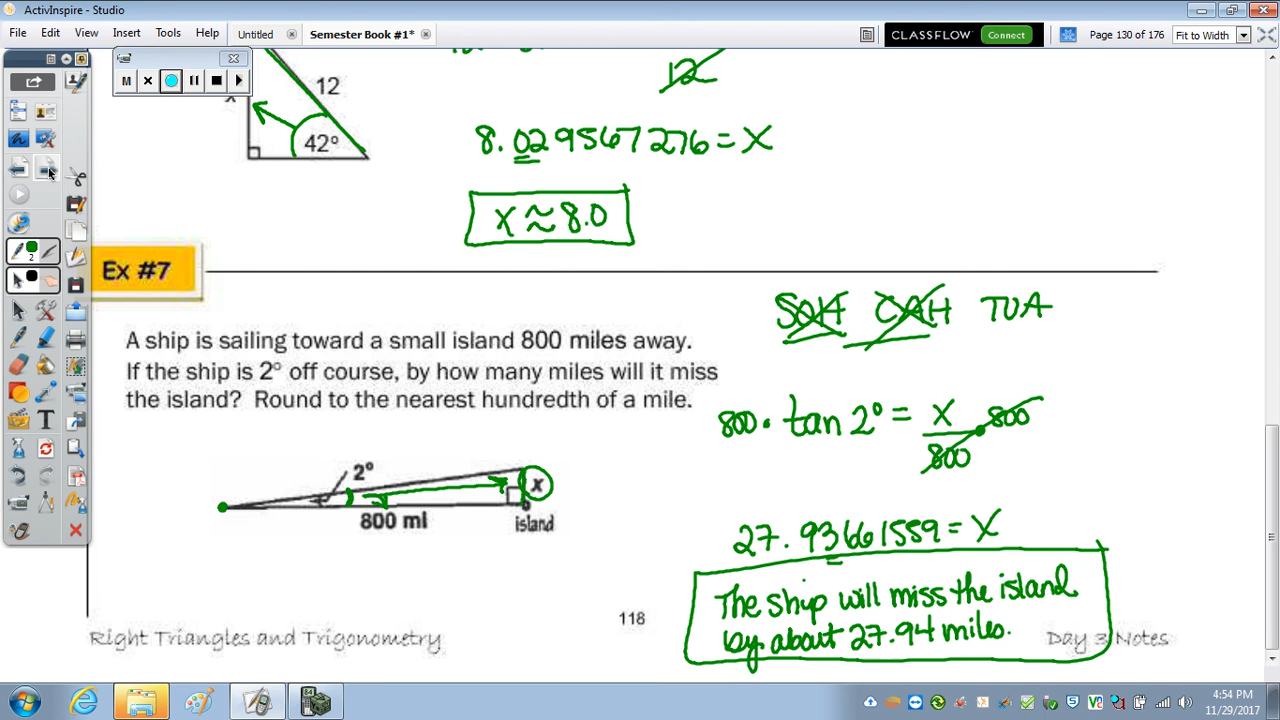 ActivInspire - Studio
File Edit View Insert Tools Help
Untitled
Semester Book #1*
CLASSFLOW Connect
Page 130 of 176
Fit to Width
M
12
12
x
42°
8.029567276 = X
X ≈ 8.0
Ex #7
SOH CAH TOA
A ship is sailing toward a small island 800 miles away.
If the ship is 2° off course, by how many miles will it miss
the island? Round to the nearest hundredth of a mile.
800 · tan 2° = X/800 · 800
2°
x
800 mi
island
27.93661559 = X
The ship will miss the island
by about 27.94 miles.
118
Right Triangles and Trigonometry
Day 3 Notes
4:54 PM
11/29/2017